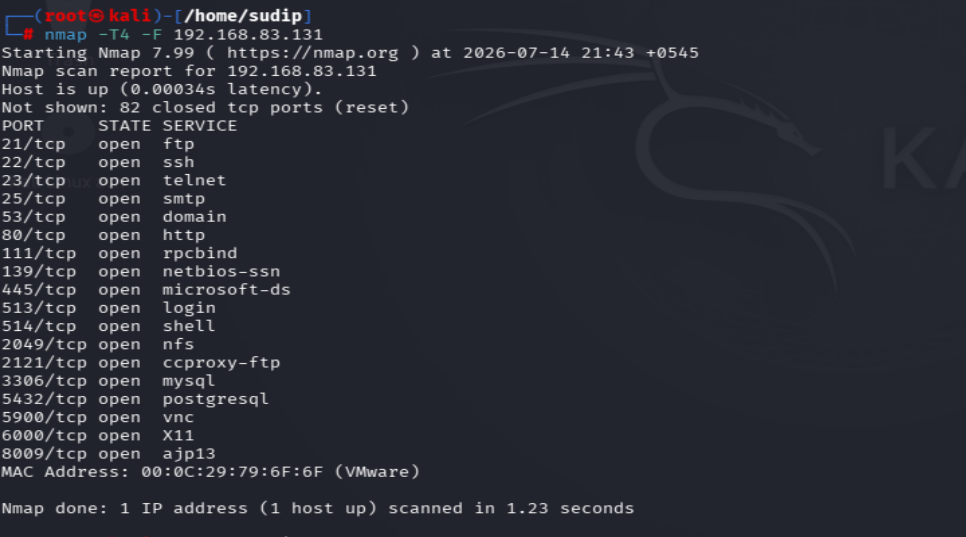 ┌──(root㉿kali)-[/home/sudip]
└─# nmap -T4 -F 192.168.83.131
Starting Nmap 7.99 ( https://nmap.org ) at 2026-07-14 21:43 +0545
Nmap scan report for 192.168.83.131
Host is up (0.00034s latency).
Not shown: 82 closed tcp ports (reset)
PORT     STATE SERVICE
21/tcp   open  ftp
22/tcp   open  ssh
23/tcp   open  telnet
25/tcp   open  smtp
53/tcp   open  domain
80/tcp   open  http
111/tcp  open  rpcbind
139/tcp  open  netbios-ssn
445/tcp  open  microsoft-ds
513/tcp  open  login
514/tcp  open  shell
2049/tcp open  nfs
2121/tcp open  ccproxy-ftp
3306/tcp open  mysql
5432/tcp open  postgresql
5900/tcp open  vnc
6000/tcp open  X11
8009/tcp open  ajp13
MAC Address: 00:0C:29:79:6F:6F (VMware)
Nmap done: 1 IP address (1 host up) scanned in 1.23 seconds